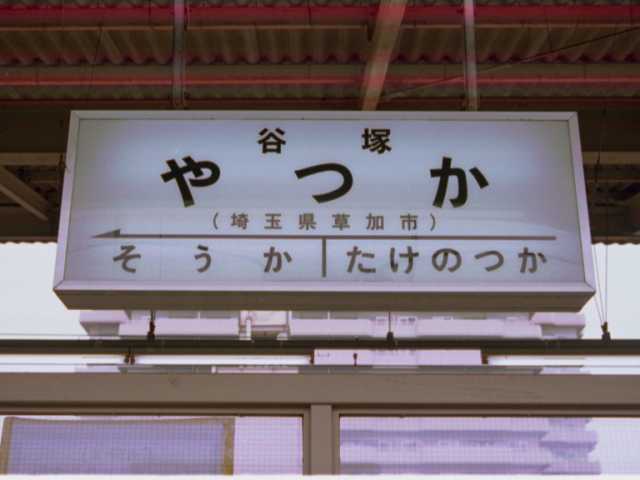 谷塚
やつか
(埼玉県草加市)
そうか たけのつか